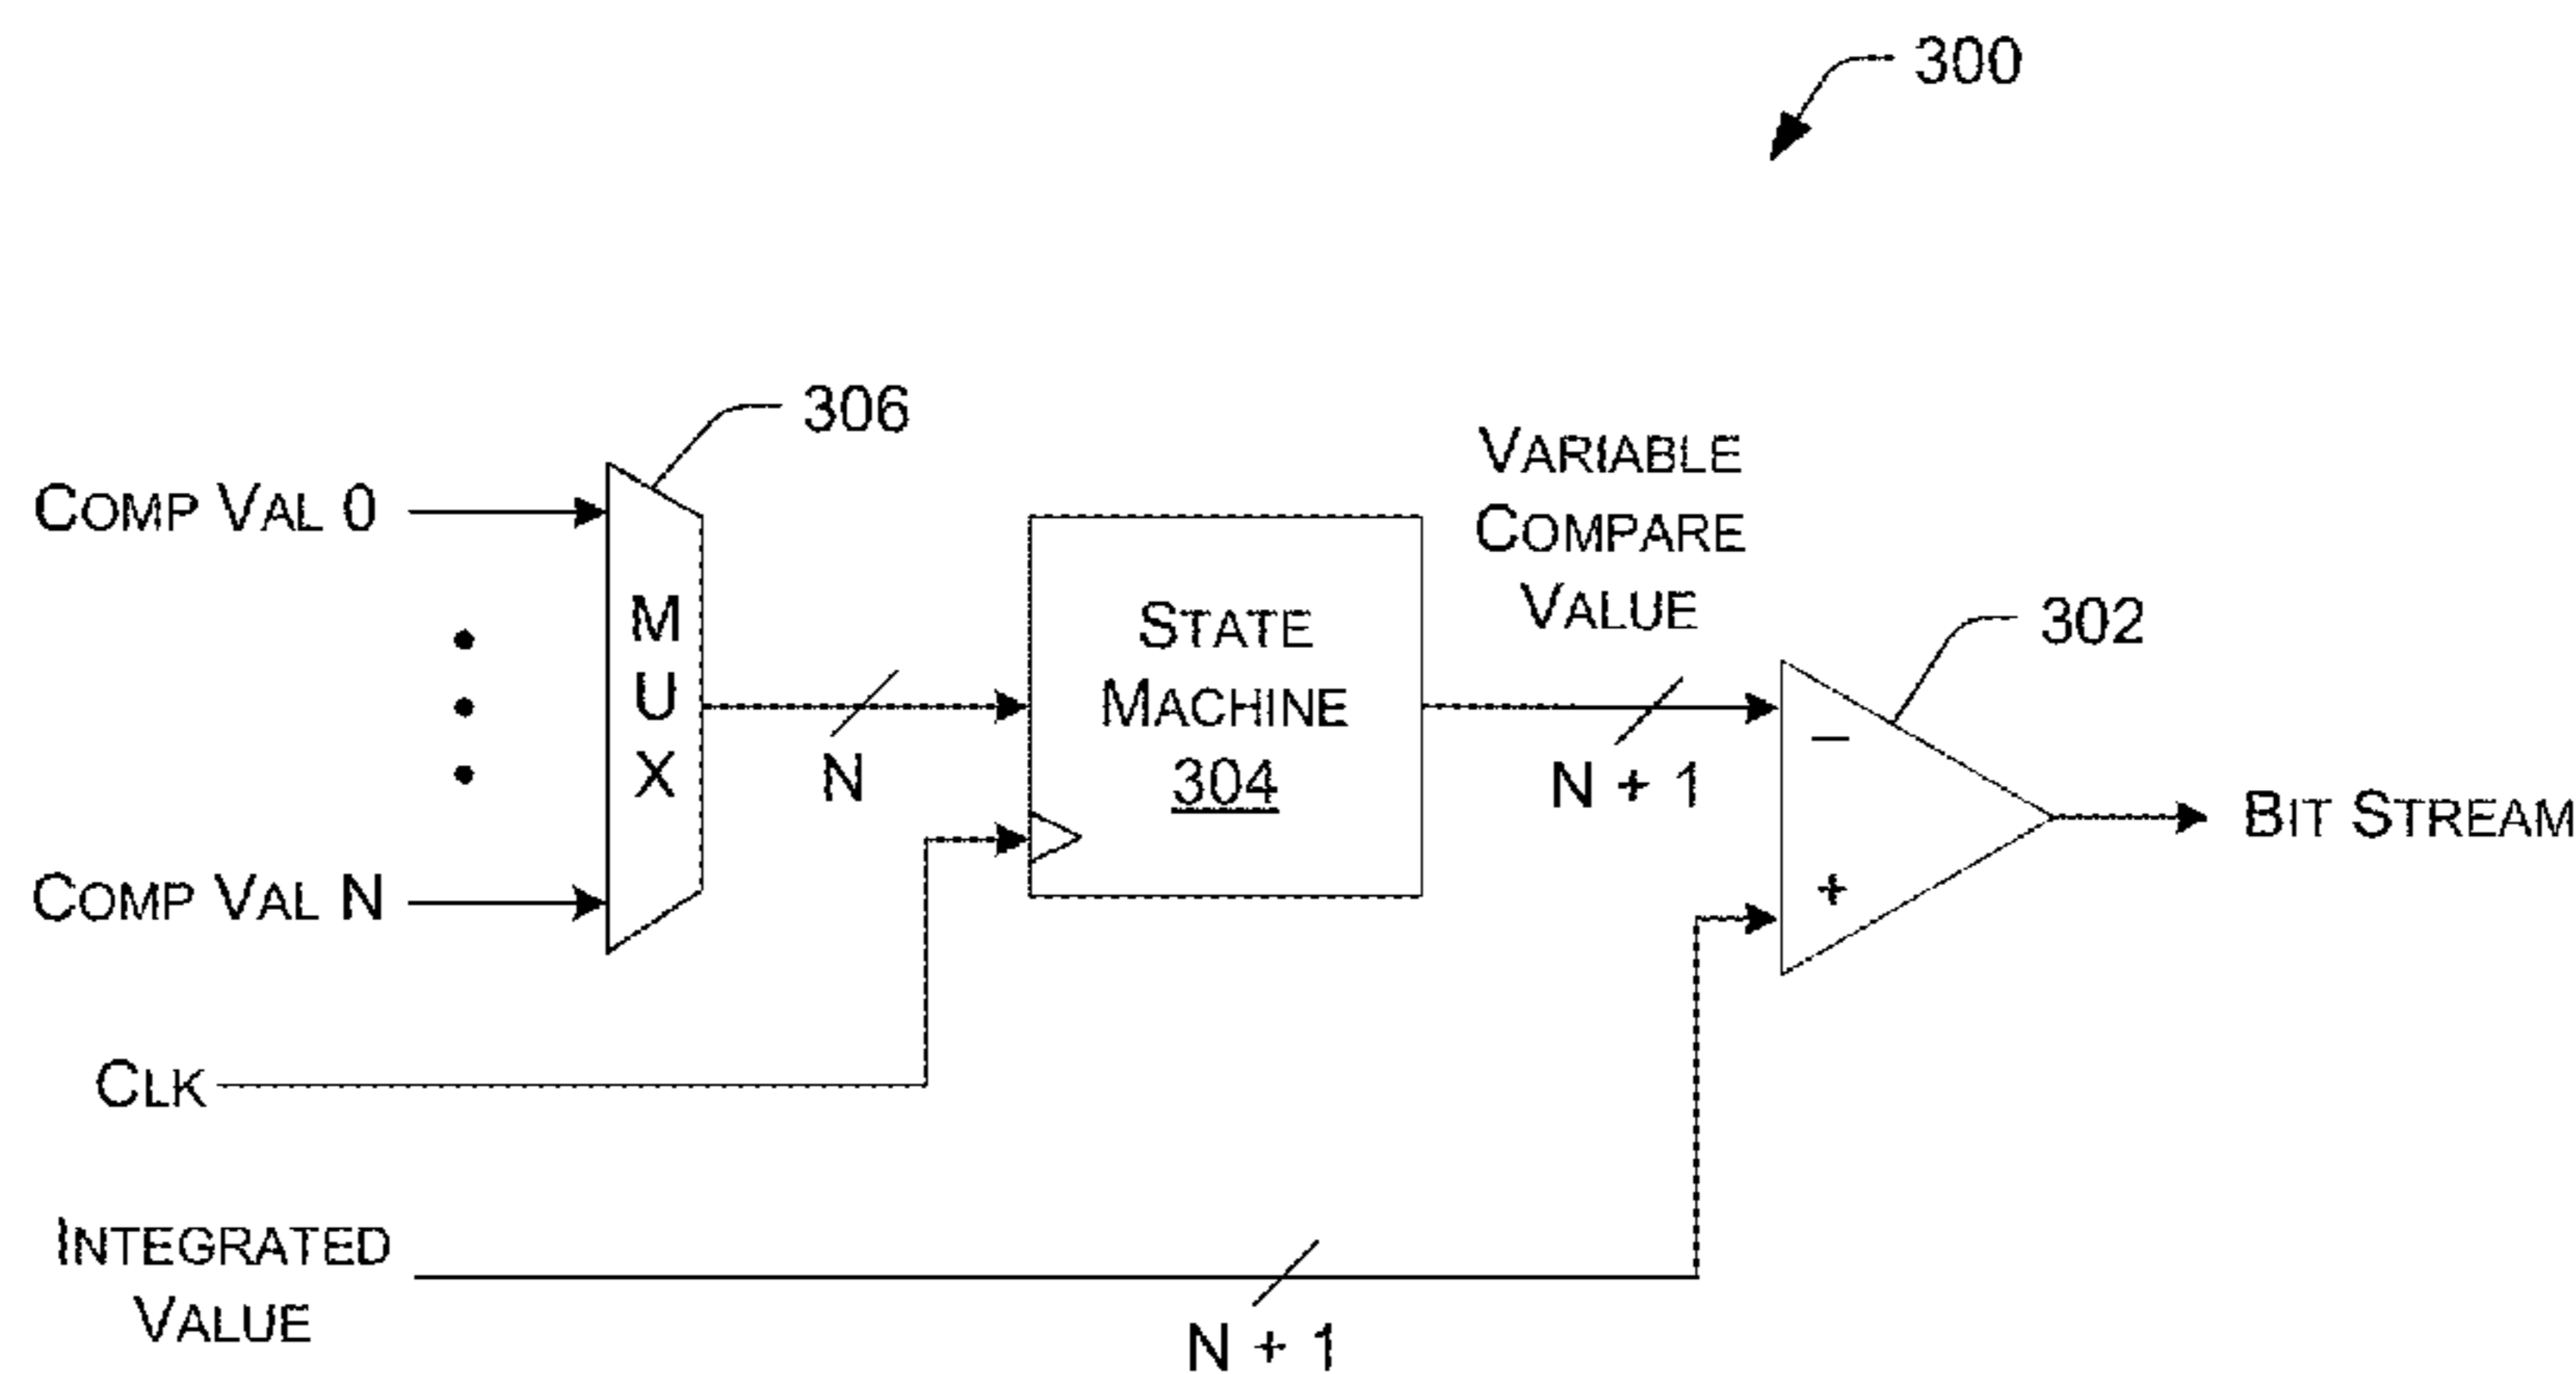 300
306
COMP VAL 0
M
U
X
COMP VAL N
N
STATE
MACHINE
304
VARIABLE
COMPARE
VALUE
N + 1
302
−
+
BIT STREAM
CLK
INTEGRATED
VALUE
N + 1